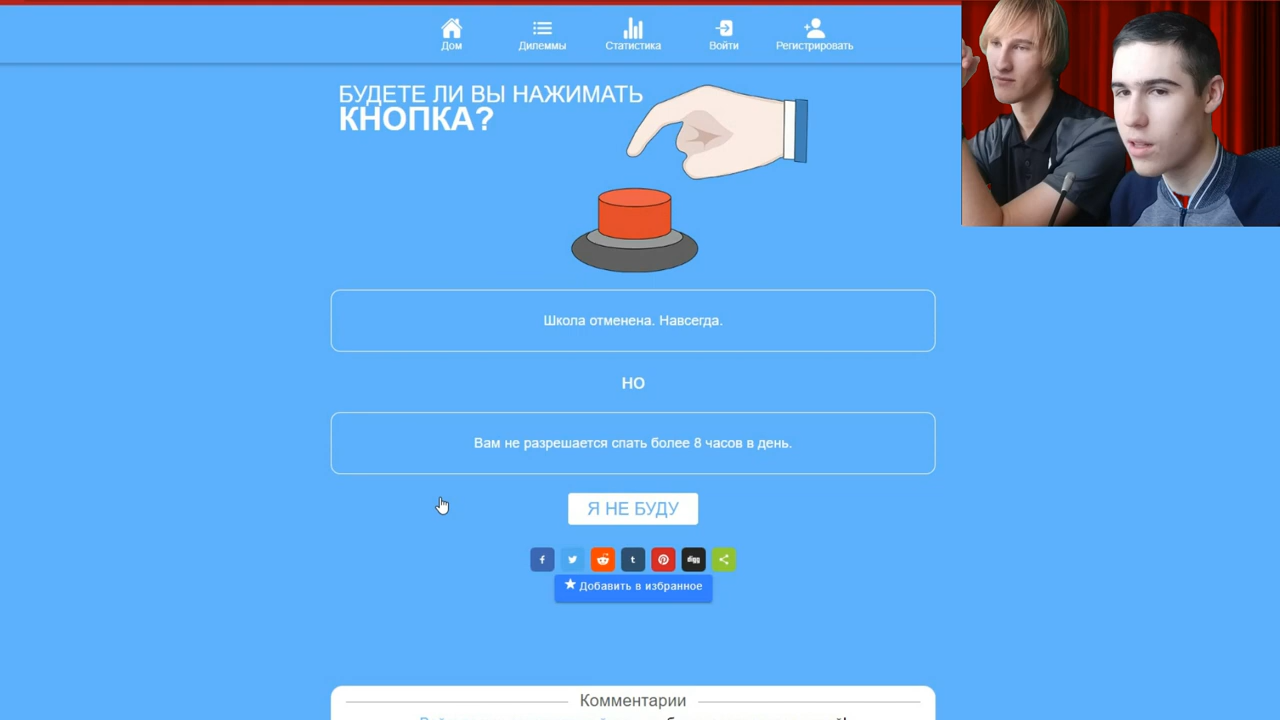 Дом
Дилеммы
Статистика
Войти
Регистрировать
БУДЕТЕ ЛИ ВЫ НАЖИМАТЬ
КНОПКА?
Школа отменена. Навсегда.
НО
Вам не разрешается спать более 8 часов в день.
Я НЕ БУДУ
f
t
digg
Добавить в избранное
Комментарии